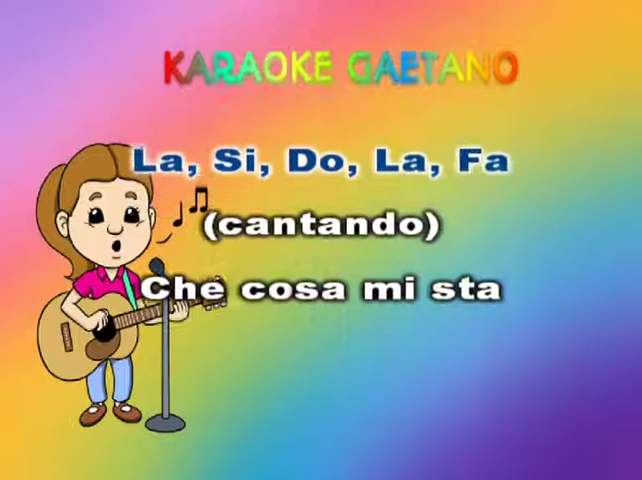 KARAOKE GAETANO
La, Si, Do, La, Fa
(cantando)
Che cosa mi sta